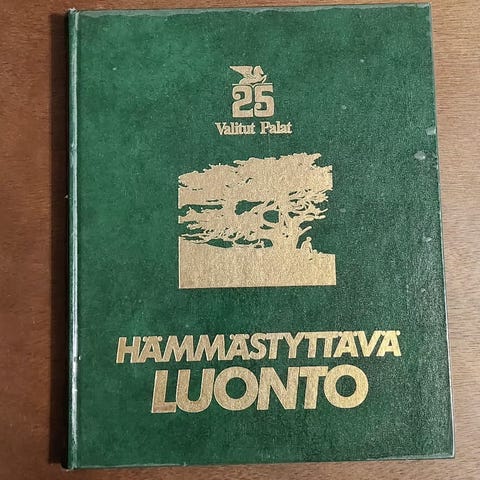 25
Valitut Palat
HÄMMÄSTYTTÄVÄ
LUONTO